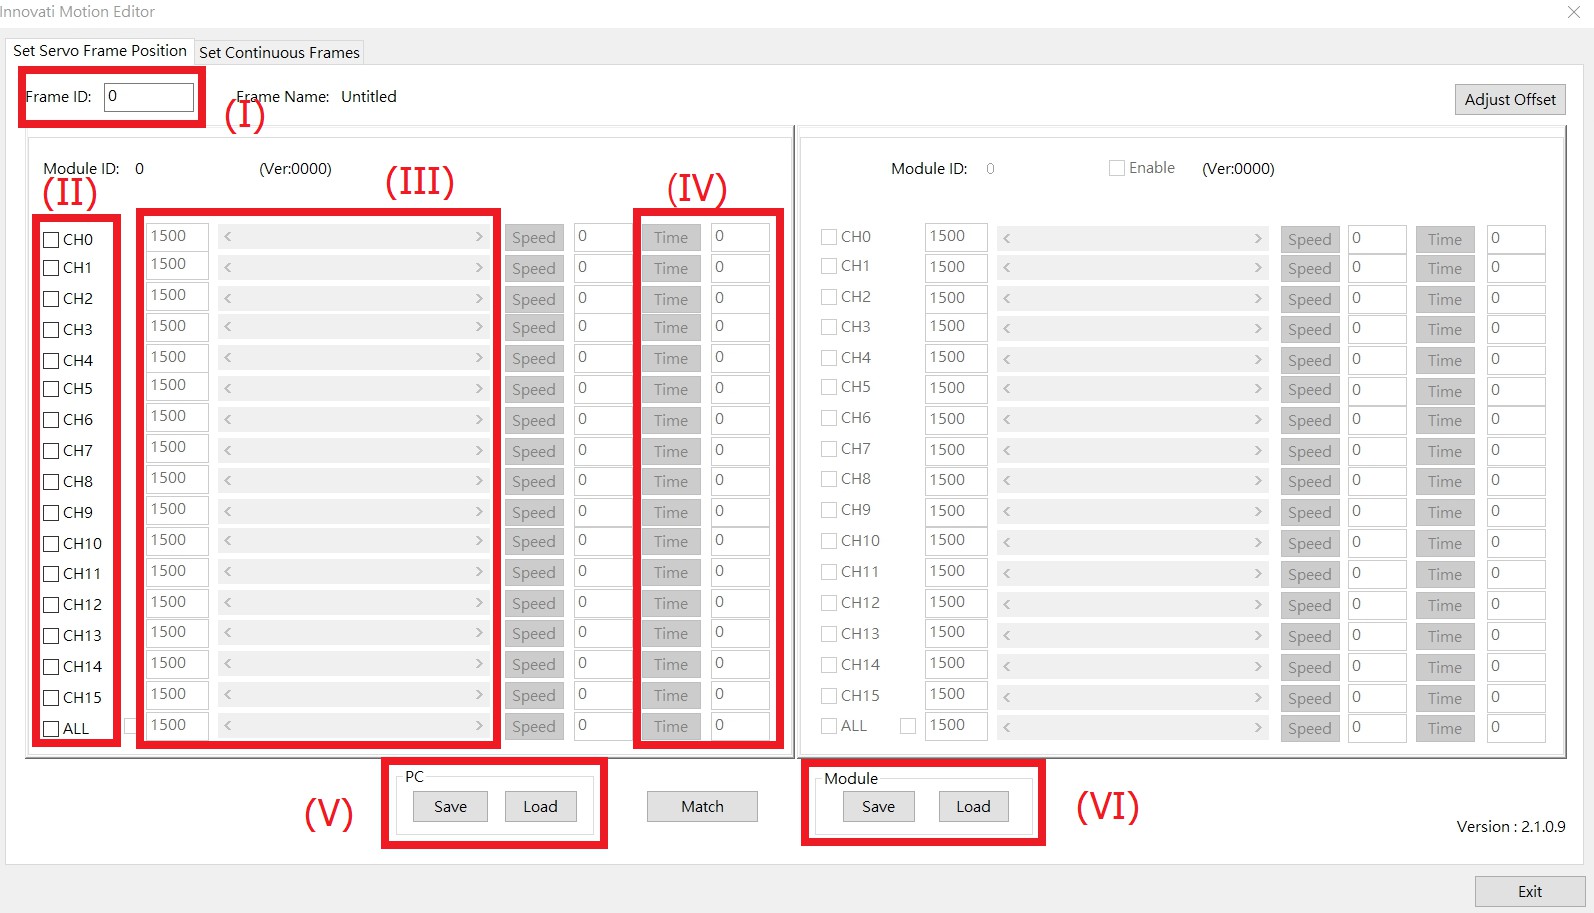 Innovati Motion Editor
Set Servo Frame Position Set Continuous Frames
Frame ID: 0 (I) Frame Name: Untitled Adjust Offset
Module ID: 0 (Ver:0000) Module ID: 0 Enable (Ver:0000)
(II) (III) (IV)
CH0 1500 < > Speed 0 Time 0 CH0 1500 < > Speed 0 Time 0
CH1 1500 < > Speed 0 Time 0 CH1 1500 < > Speed 0 Time 0
CH2 1500 < > Speed 0 Time 0 CH2 1500 < > Speed 0 Time 0
CH3 1500 < > Speed 0 Time 0 CH3 1500 < > Speed 0 Time 0
CH4 1500 < > Speed 0 Time 0 CH4 1500 < > Speed 0 Time 0
CH5 1500 < > Speed 0 Time 0 CH5 1500 < > Speed 0 Time 0
CH6 1500 < > Speed 0 Time 0 CH6 1500 < > Speed 0 Time 0
CH7 1500 < > Speed 0 Time 0 CH7 1500 < > Speed 0 Time 0
CH8 1500 < > Speed 0 Time 0 CH8 1500 < > Speed 0 Time 0
CH9 1500 < > Speed 0 Time 0 CH9 1500 < > Speed 0 Time 0
CH10 1500 < > Speed 0 Time 0 CH10 1500 < > Speed 0 Time 0
CH11 1500 < > Speed 0 Time 0 CH11 1500 < > Speed 0 Time 0
CH12 1500 < > Speed 0 Time 0 CH12 1500 < > Speed 0 Time 0
CH13 1500 < > Speed 0 Time 0 CH13 1500 < > Speed 0 Time 0
CH14 1500 < > Speed 0 Time 0 CH14 1500 < > Speed 0 Time 0
CH15 1500 < > Speed 0 Time 0 CH15 1500 < > Speed 0 Time 0
ALL 1500 < > Speed 0 Time 0 ALL 1500 < > Speed 0 Time 0
PC Module
(V) Save Load Match Save Load (VI)
Version : 2.1.0.9
Exit